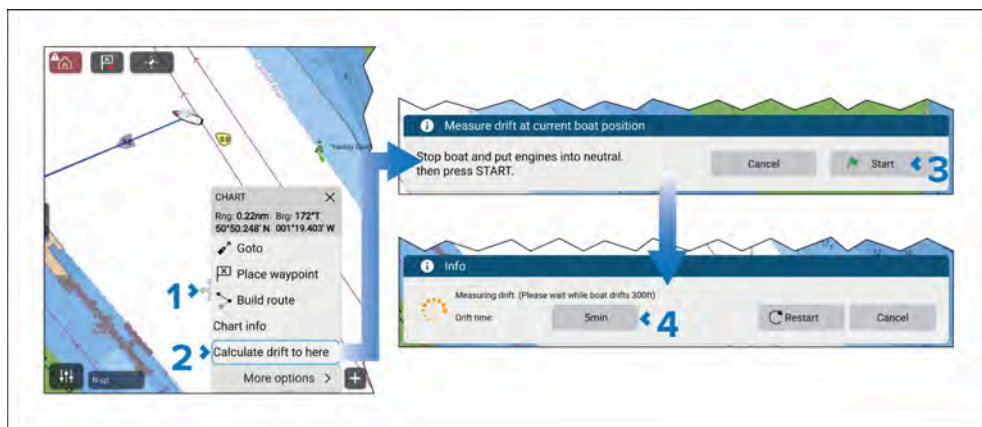 CHART
Rng: 0.22nm Brg: 172°T
50°50.248' N 001°19.403' W
Goto
Place waypoint
1
Build route
Chart info
2
Calculate drift to here
More options >
N-up
Measure drift at current boat position
Stop boat and put engines into neutral.
then press START.
Cancel
Start
3
Info
Measuring drift. (Please wait while boat drifts 300ft)
Drift time:
5min
4
Restart
Cancel